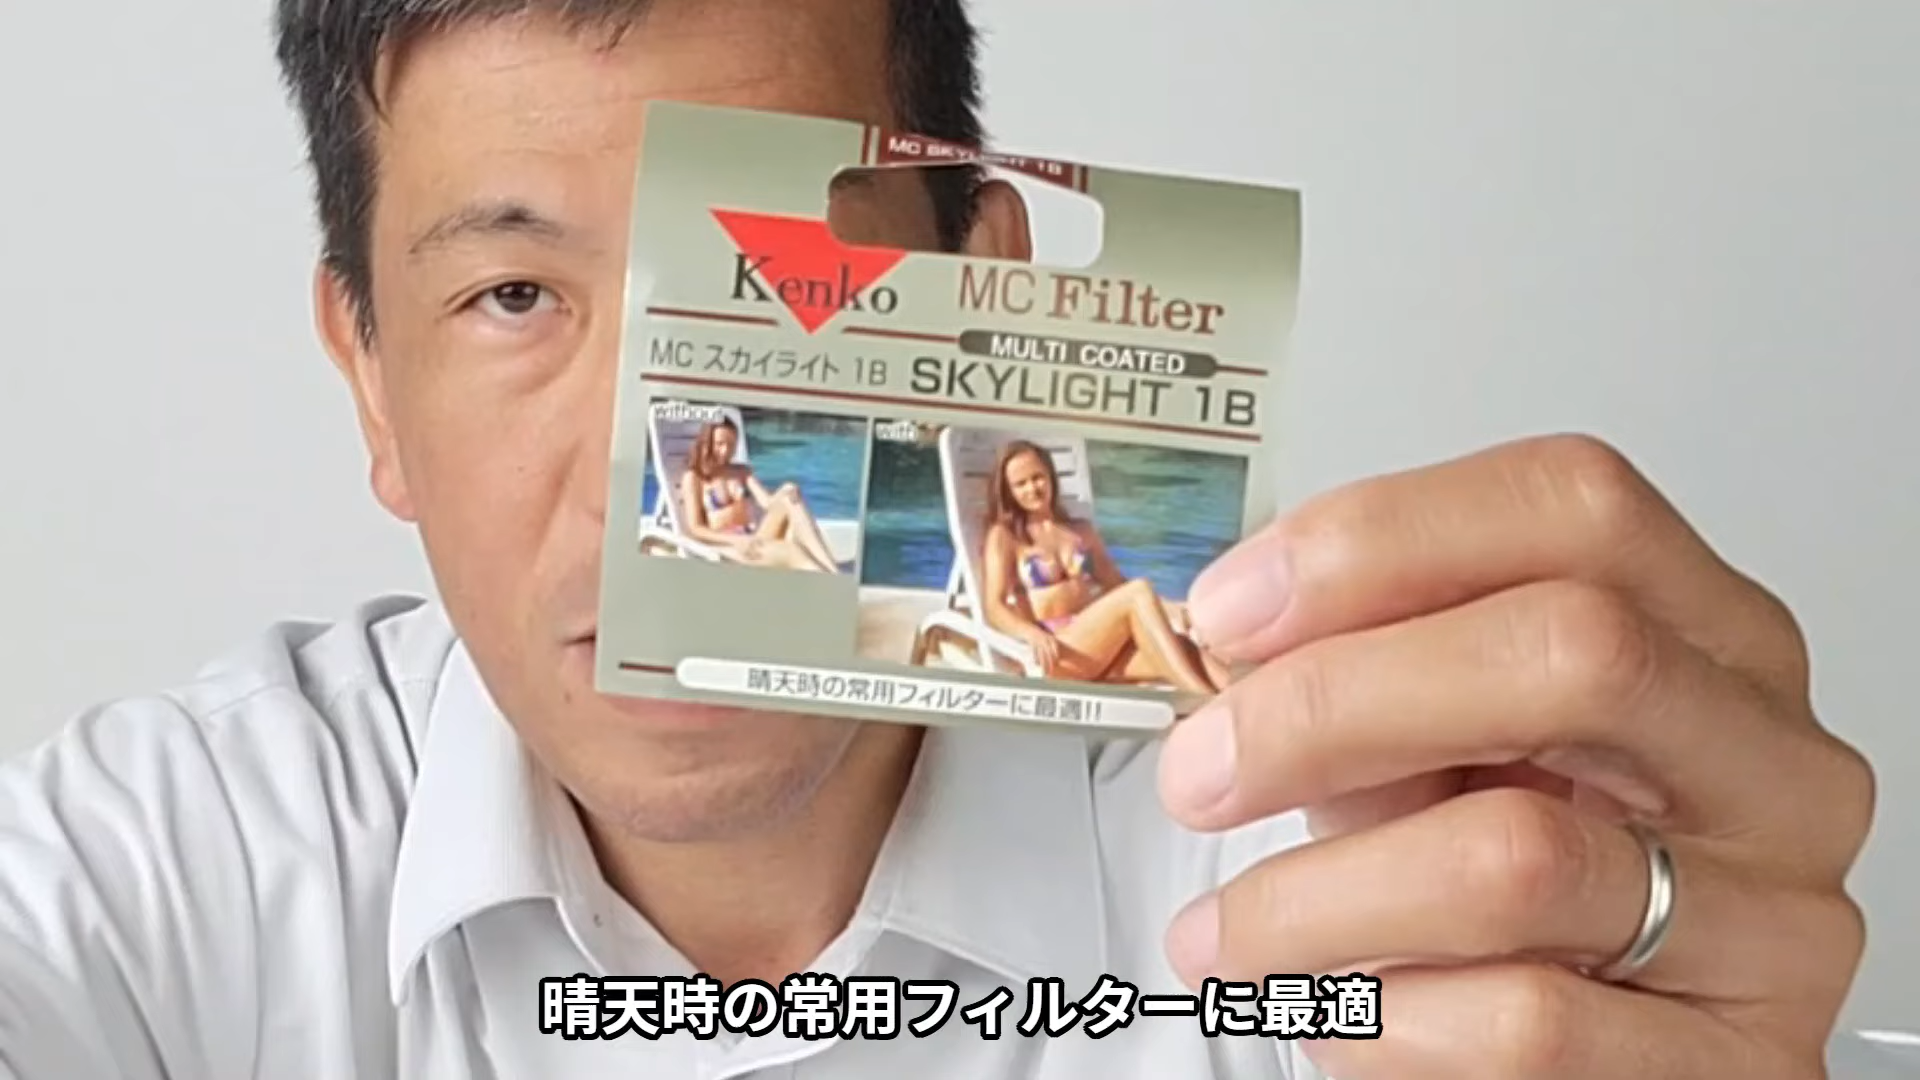 MC SKYLIGHT 1B
Kenko MC Filter
MULTI COATED
MC スカイライト 1B SKYLIGHT 1B
without with
晴天時の常用フィルターに最適!!
晴天時の常用フィルターに最適